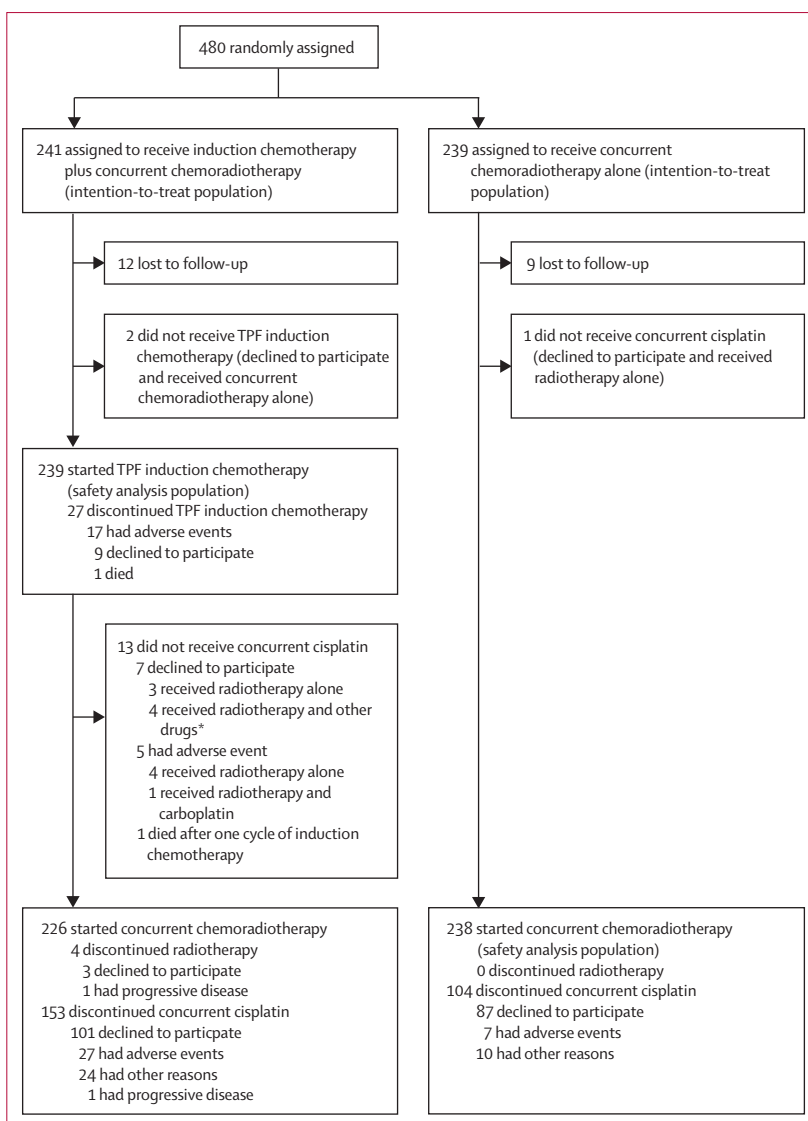 480 randomly assigned
241 assigned to receive induction chemotherapy
plus concurrent chemoradiotherapy
(intention-to-treat population)
239 assigned to receive concurrent
chemoradiotherapy alone (intention-to-treat
population)
12 lost to follow-up
9 lost to follow-up
2 did not receive TPF induction
chemotherapy (declined to participate
and received concurrent
chemoradiotherapy alone)
1 did not receive concurrent cisplatin
(declined to participate and received
radiotherapy alone)
239 started TPF induction chemotherapy
(safety analysis population)
27 discontinued TPF induction chemotherapy
17 had adverse events
9 declined to participate
1 died
13 did not receive concurrent cisplatin
7 declined to participate
3 received radiotherapy alone
4 received radiotherapy and other
drugs*
5 had adverse event
4 received radiotherapy alone
1 received radiotherapy and
carboplatin
1 died after one cycle of induction
chemotherapy
226 started concurrent chemoradiotherapy
4 discontinued radiotherapy
3 declined to participate
1 had progressive disease
153 discontinued concurrent cisplatin
101 declined to particpate
27 had adverse events
24 had other reasons
1 had progressive disease
238 started concurrent chemoradiotherapy
(safety analysis population)
0 discontinued radiotherapy
104 discontinued concurrent cisplatin
87 declined to participate
7 had adverse events
10 had other reasons